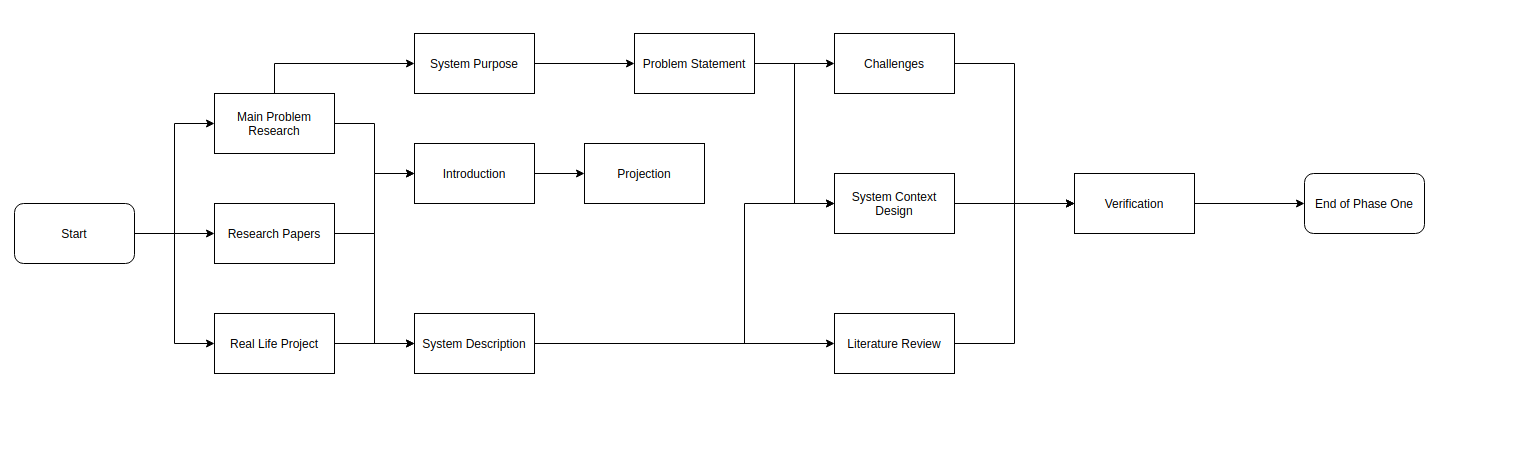 System Purpose
Problem Statement
Challenges
Main Problem
Research
Introduction
Projection
System Context
Design
Verification
End of Phase One
Start
Research Papers
Real Life Project
System Description
Literature Review